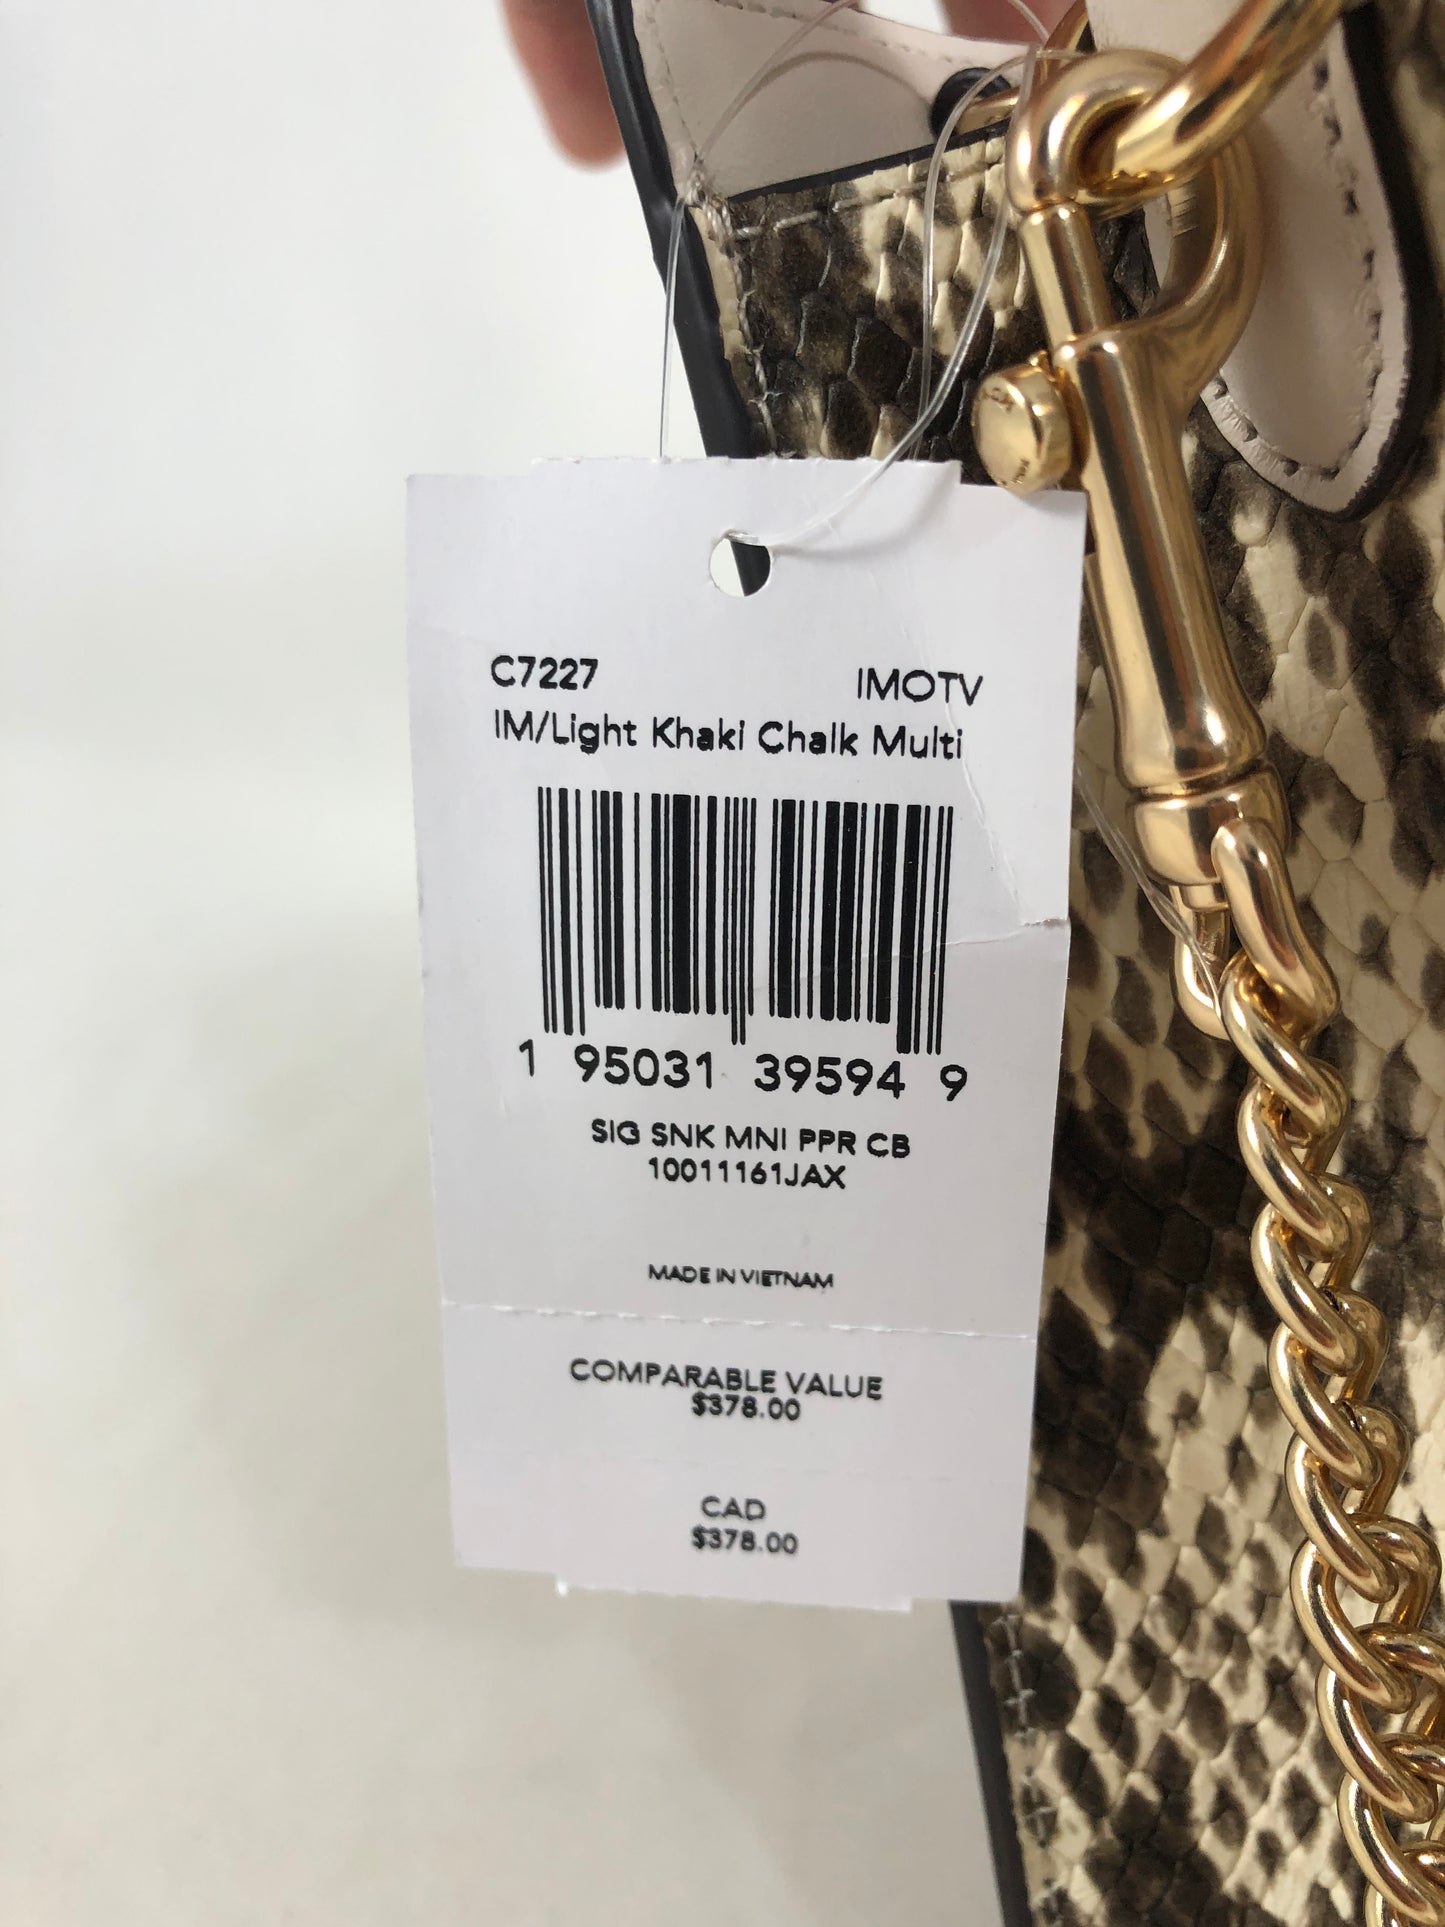 C7227 IMOTV
IM/Light Khaki Chalk Multi
1 95031 39594 9
SIG SNK MNI PPR CB
10011161JAX
MADE IN VIETNAM
COMPARABLE VALUE
$378.00
CAD
$378.00